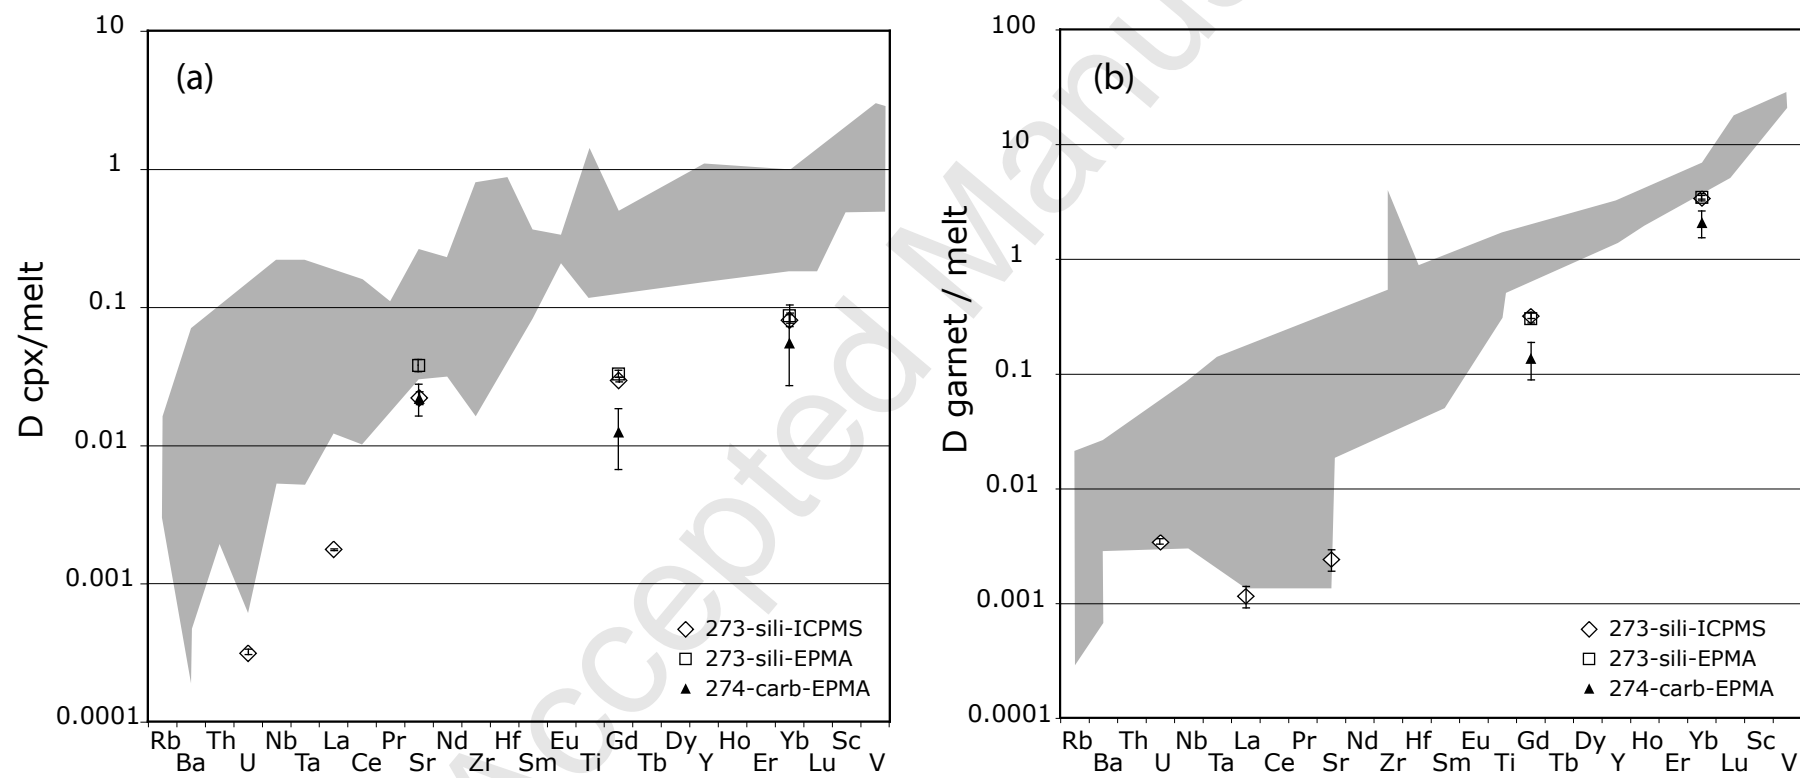 (a)
D cpx/melt
10
1
0.1
0.01
0.001
0.0001
273-sili-ICPMS
273-sili-EPMA
274-carb-EPMA
Rb Th Nb La Pr Nd Hf Eu Gd Dy Ho Yb Sc
Ba U Ta Ce Sr Zr Sm Ti Tb Y Er Lu V
(b)
D garnet / melt
100
10
1
0.1
0.01
0.001
0.0001
273-sili-ICPMS
273-sili-EPMA
274-carb-EPMA
Rb Th Nb La Pr Nd Hf Eu Gd Dy Ho Yb Sc
Ba U Ta Ce Sr Zr Sm Ti Tb Y Er Lu V
Accepted Manus